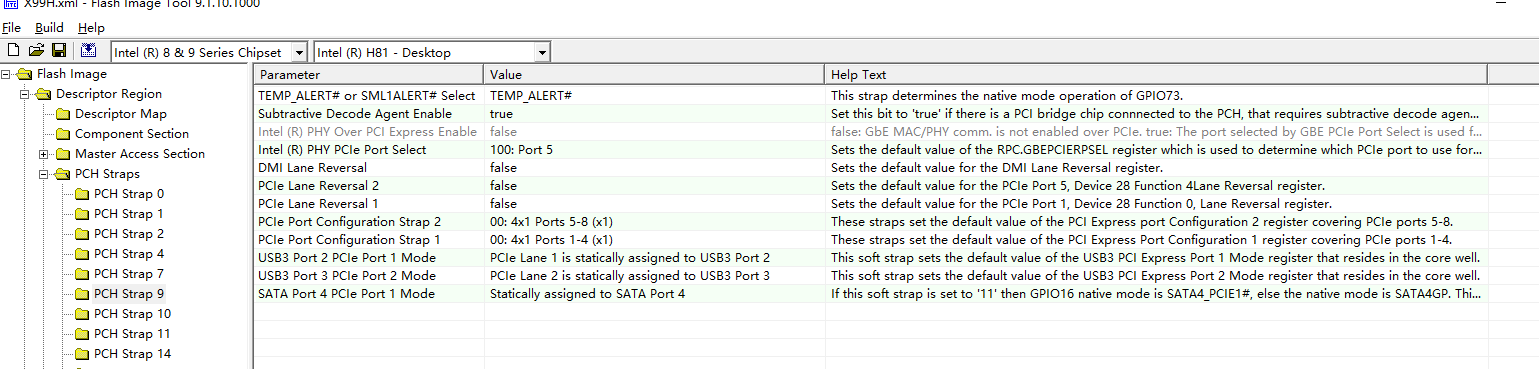 X99H.xml - Flash Image Tool 9.1.10.1000
File Build Help
Intel (R) 8 & 9 Series Chipset Intel (R) H81 - Desktop
Flash Image
Descriptor Region
Descriptor Map
Component Section
Master Access Section
PCH Straps
PCH Strap 0
PCH Strap 1
PCH Strap 2
PCH Strap 4
PCH Strap 7
PCH Strap 9
PCH Strap 10
PCH Strap 11
PCH Strap 14
Parameter Value Help Text
TEMP_ALERT# or SML1ALERT# Select TEMP_ALERT# This strap determines the native mode operation of GPIO73.
Subtractive Decode Agent Enable true Set this bit to 'true' if there is a PCI bridge chip connnected to the PCH, that requires subtractive decode agen...
Intel (R) PHY Over PCI Express Enable false false: GbE MAC/PHY comm. is not enabled over PCIe. true: The port selected by GBE PCIe Port Select is used f...
Intel (R) PHY PCIe Port Select 100: Port 5 Sets the default value of the RPC.GBEPCIERPSEL register which is used to determine which PCIe port to use for...
DMI Lane Reversal false Sets the default value for the DMI Lane Reversal register.
PCIe Lane Reversal 2 false Sets the default value for the PCIe Port 5, Device 28 Function 4Lane Reversal register.
PCIe Lane Reversal 1 false Sets the default value for the PCIe Port 1, Device 28 Function 0, Lane Reversal register.
PCIe Port Configuration Strap 2 00: 4x1 Ports 5-8 (x1) These straps set the default value of the PCI Express port Configuration 2 register covering PCIe ports 5-8.
PCIe Port Configuration Strap 1 00: 4x1 Ports 1-4 (x1) These straps set the default value of the PCI Express Port Configuration 1 register covering PCIe ports 1-4.
USB3 Port 2 PCIe Port 1 Mode PCIe Lane 1 is statically assigned to USB3 Port 2 This soft strap sets the default value of the USB3 PCI Express Port 1 Mode register that resides in the core well.
USB3 Port 3 PCIe Port 2 Mode PCIe Lane 2 is statically assigned to USB3 Port 3 This soft strap sets the default value of the USB3 PCI Express Port 2 Mode register that resides in the core well.
SATA Port 4 PCIe Port 1 Mode Statically assigned to SATA Port 4 If this soft strap is set to '11' then GPIO16 native mode is SATA4_PCIE1#, else the native mode is SATA4GP. Thi...